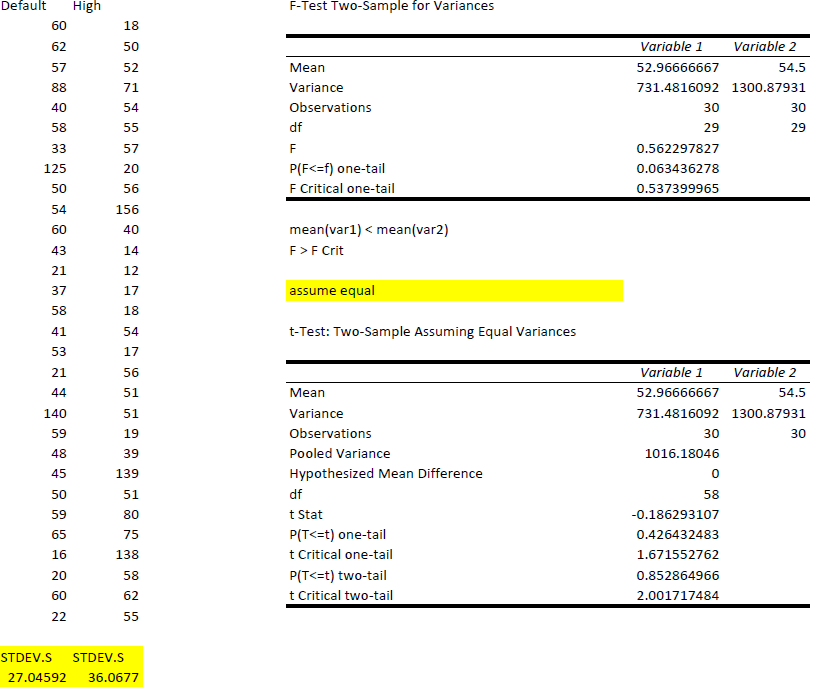 Default High F-Test Two-Sample for Variances
60 18
62 50 Variable 1 Variable 2
57 52 Mean 52.96666667 54.5
88 71 Variance 731.4816092 1300.87931
40 54 Observations 30 30
58 55 df 29 29
33 57 F 0.562297827
125 20 P(F<=f) one-tail 0.063436278
50 56 F Critical one-tail 0.537399965
54 156
60 40 mean(var1) < mean(var2)
43 14 F > F Crit
21 12
37 17 assume equal
58 18
41 54 t-Test: Two-Sample Assuming Equal Variances
53 17
21 56 Variable 1 Variable 2
44 51 Mean 52.96666667 54.5
140 51 Variance 731.4816092 1300.87931
59 19 Observations 30 30
48 39 Pooled Variance 1016.18046
45 139 Hypothesized Mean Difference 0
50 51 df 58
59 80 t Stat -0.186293107
65 75 P(T<=t) one-tail 0.426432483
16 138 t Critical one-tail 1.671552762
20 58 P(T<=t) two-tail 0.852864966
60 62 t Critical two-tail 2.001717484
22 55
STDEV.S STDEV.S
27.04592 36.0677